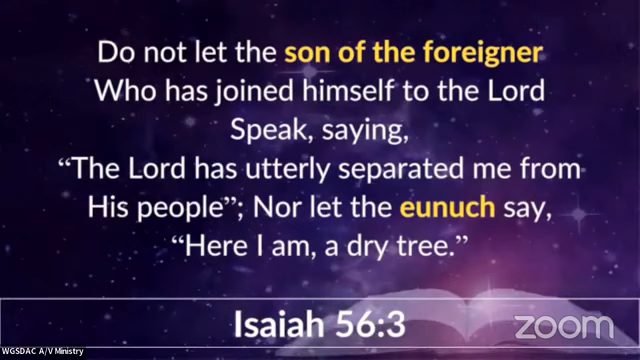 Do not let the son of the foreigner
Who has joined himself to the Lord
Speak, saying,
“The Lord has utterly separated me from
His people”; Nor let the eunuch say,
“Here I am, a dry tree.”
Isaiah 56:3
zoom
WGSDAC A/V Ministry